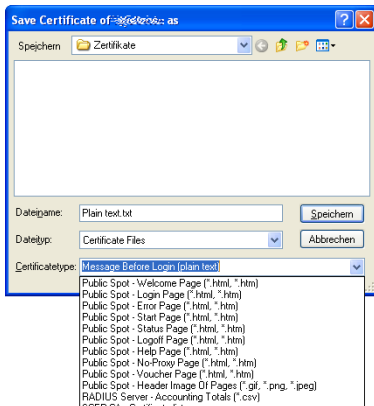 Save Certificate of as
Speichern
Zertifikate
Dateiname:
Plain text.txt
Speichern
Dateityp:
Certificate Files
Abbrechen
Certificatetype:
Message Before Login (plain text)
Public Spot - Welcome Page (*.html, *.htm)
Public Spot - Login Page (*.html, *.htm)
Public Spot - Error Page (*.html, *.htm)
Public Spot - Start Page (*.html, *.htm)
Public Spot - Status Page (*.html, *.htm)
Public Spot - Logoff Page (*.html, *.htm)
Public Spot - Help Page (*.html, *.htm)
Public Spot - No-Proxy Page (*.html, *.htm)
Public Spot - Voucher Page (*.html, *.htm)
Public Spot - Header Image Of Pages (*.gif, *.png, *.jpeg)
RADIUS Server - Accounting Totals (*.csv)